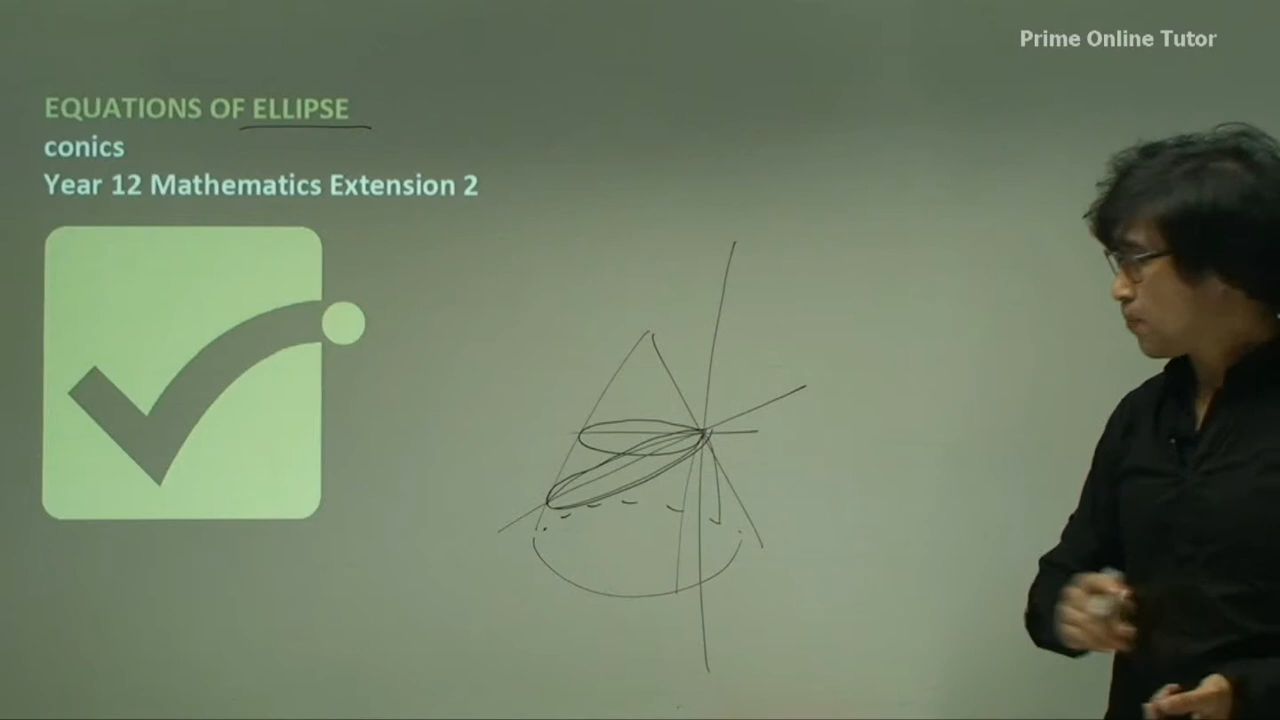 Prime Online Tutor
EQUATIONS OF ELLIPSE
conics
Year 12 Mathematics Extension 2